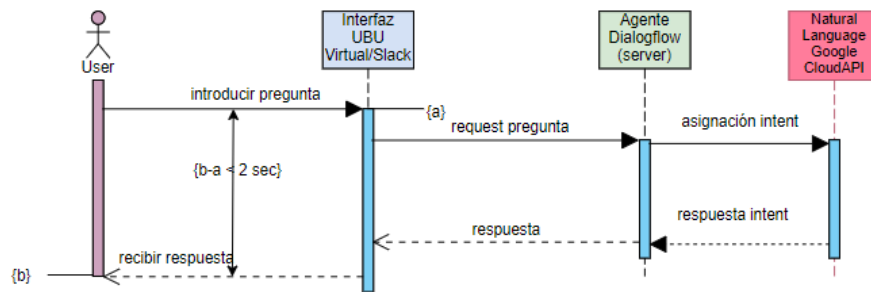 User
Interfaz
UBU
Virtual/Slack
Agente
Dialogflow
(server)
Natural
Language
Google
CloudAPI
introducir pregunta
{a}
request pregunta
asignación intent
{b-a < 2 sec}
respuesta intent
respuesta
recibir respuesta
{b}